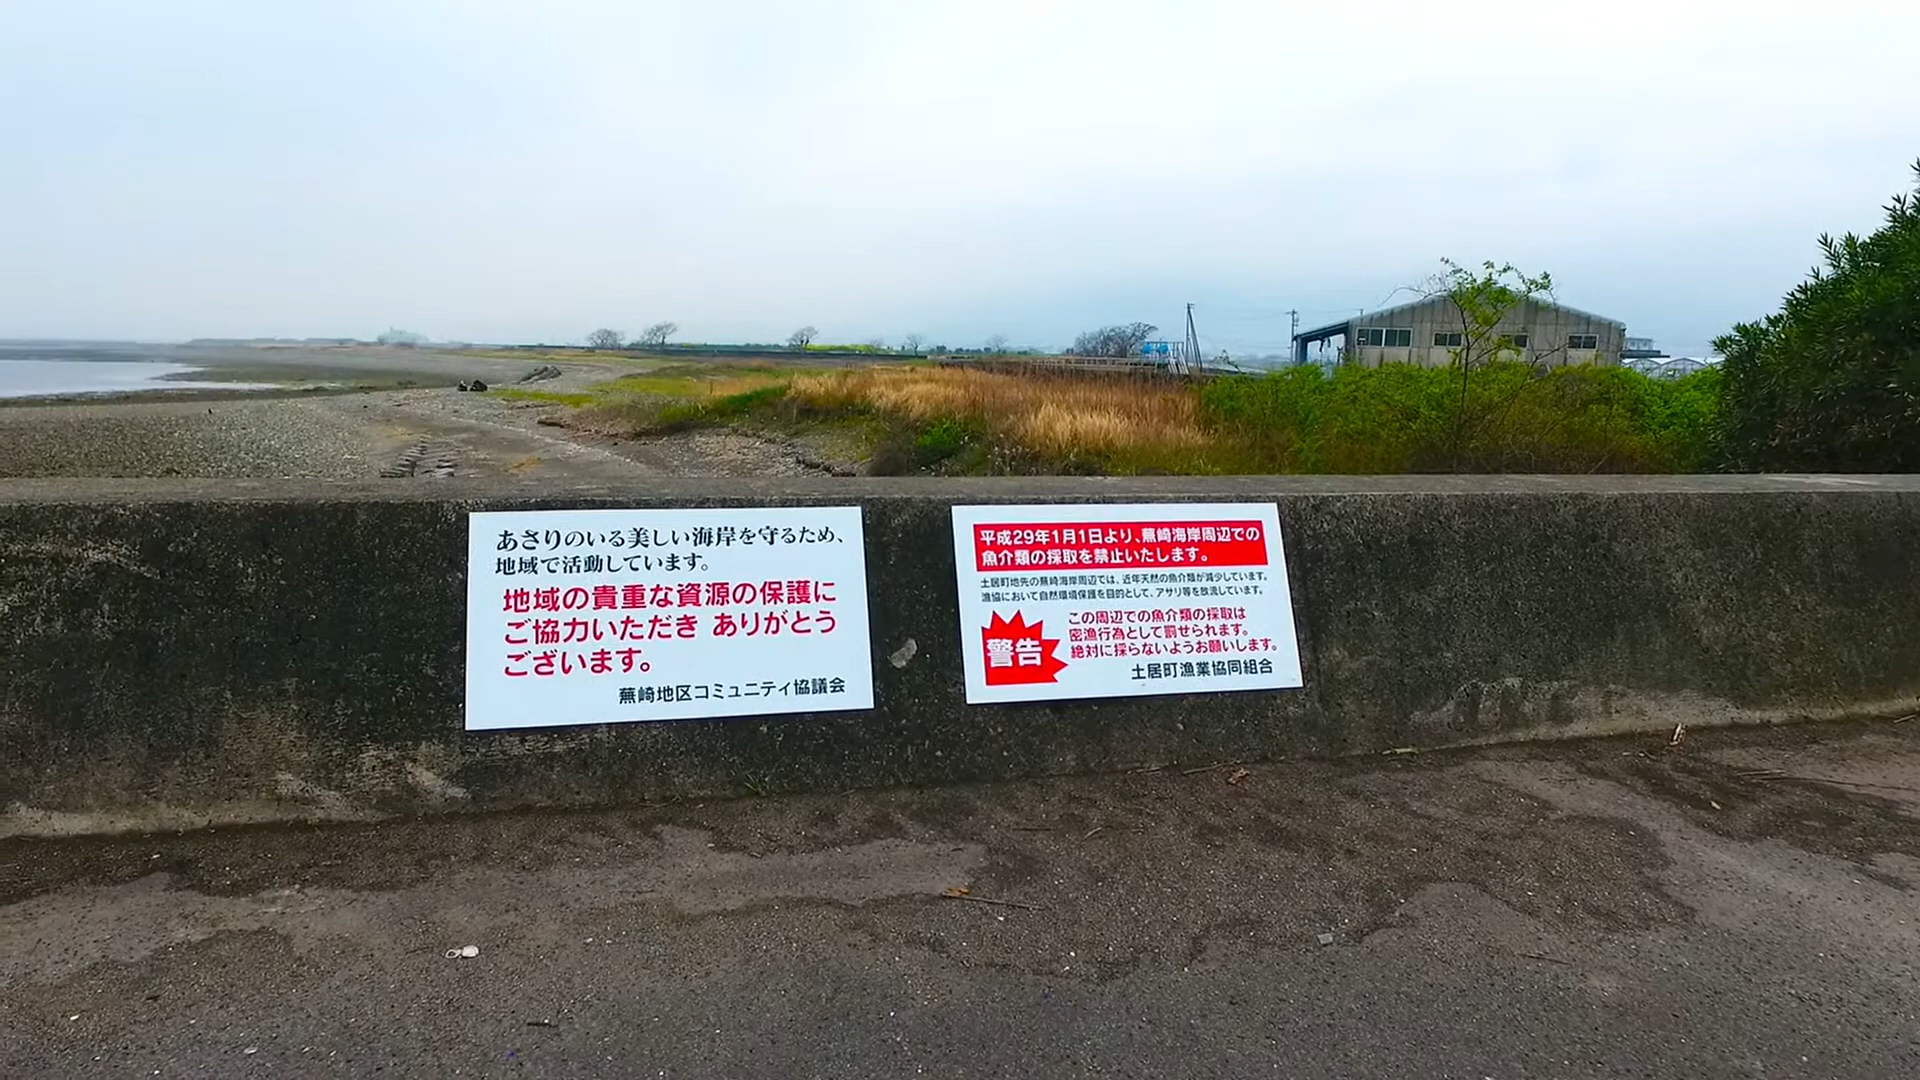 あさりのいる美しい海岸を守るため、
地域で活動しています。
地域の貴重な資源の保護に
ご協力いただき ありがとう
ございます。
蕪崎地区コミュニティ協議会
平成29年1月1日より、蕪崎海岸周辺での
魚介類の採取を禁止いたします。
土居町地先の蕪崎海岸周辺では、近年天然の魚介類が減少しています。
漁協において自然環境保護を目的として、アサリ等を放流しています。
警告
この周辺での魚介類の採取は
密漁行為として罰せられます。
絶対に採らないようお願いします。
土居町漁業協同組合